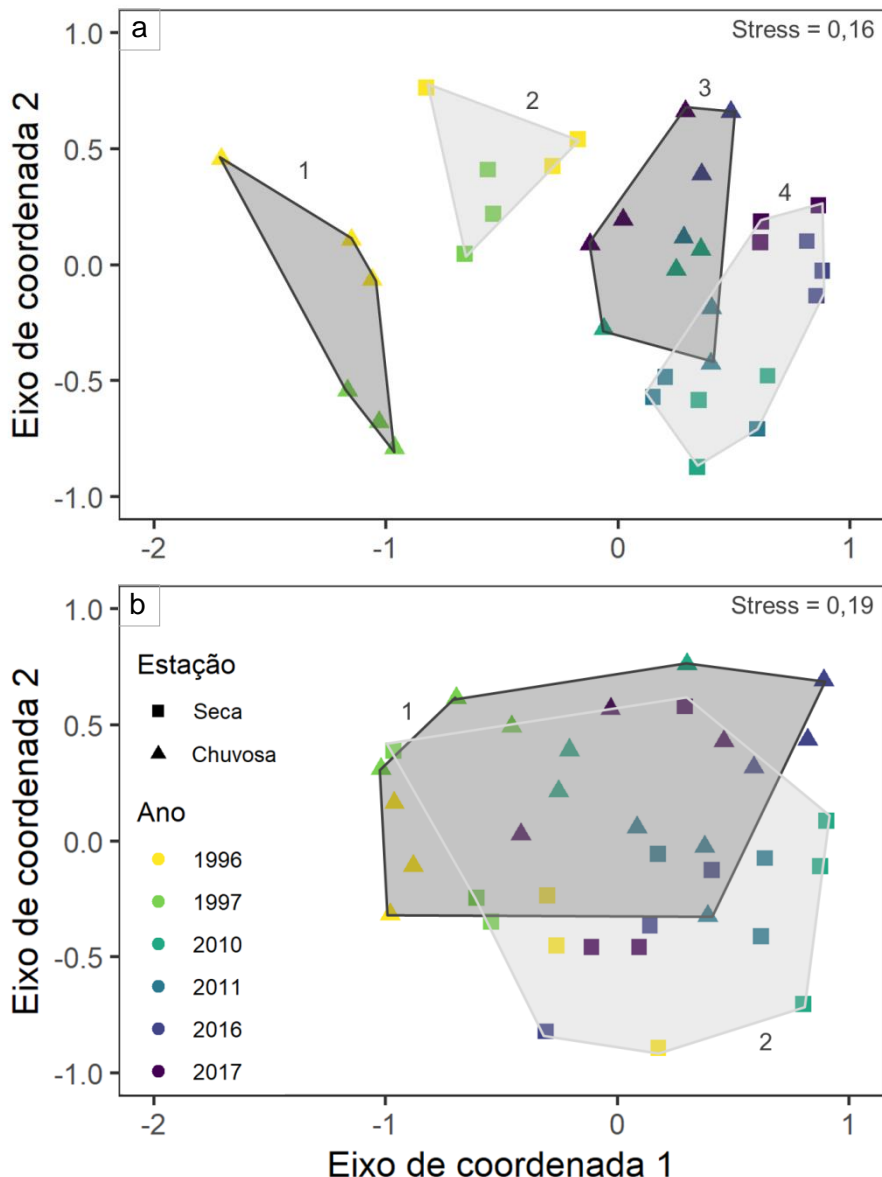 a
Stress = 0,16
1.0
0.5
0.0
-0.5
-1.0
Eixo de coordenada 2
1
2
3
4
-2
-1
0
1
b
Stress = 0,19
1.0
0.5
0.0
-0.5
-1.0
Eixo de coordenada 2
Estação
Seca
Chuvosa
Ano
1996
1997
2010
2011
2016
2017
1
2
-2
-1
0
1
Eixo de coordenada 1